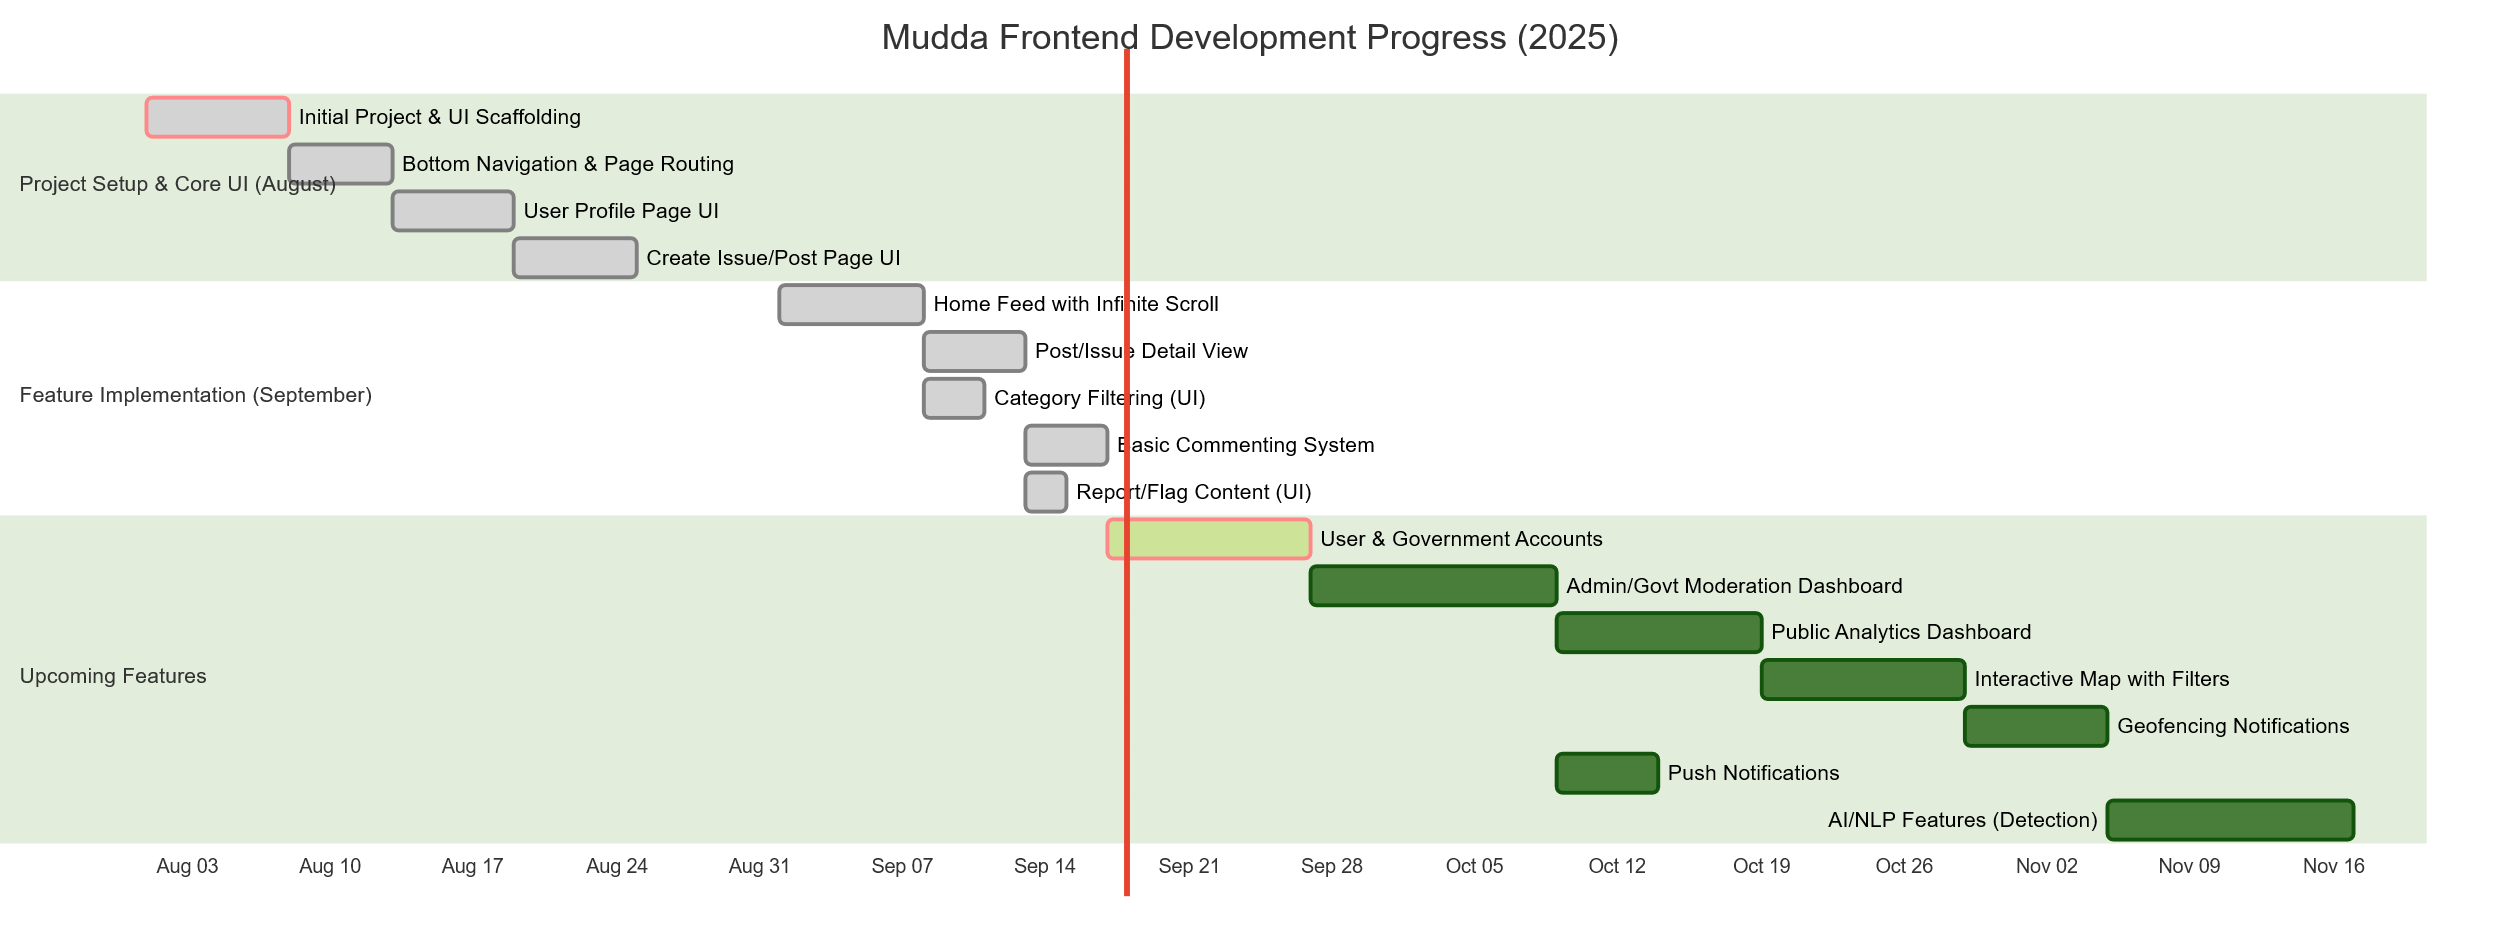 Mudda Frontend Development Progress (2025)
Project Setup & Core UI (August)
Initial Project & UI Scaffolding
Bottom Navigation & Page Routing
User Profile Page UI
Create Issue/Post Page UI
Feature Implementation (September)
Home Feed with Infinite Scroll
Post/Issue Detail View
Category Filtering (UI)
Basic Commenting System
Report/Flag Content (UI)
Upcoming Features
User & Government Accounts
Admin/Govt Moderation Dashboard
Public Analytics Dashboard
Interactive Map with Filters
Geofencing Notifications
Push Notifications
AI/NLP Features (Detection)
Aug 03 Aug 10 Aug 17 Aug 24 Aug 31 Sep 07 Sep 14 Sep 21 Sep 28 Oct 05 Oct 12 Oct 19 Oct 26 Nov 02 Nov 09 Nov 16